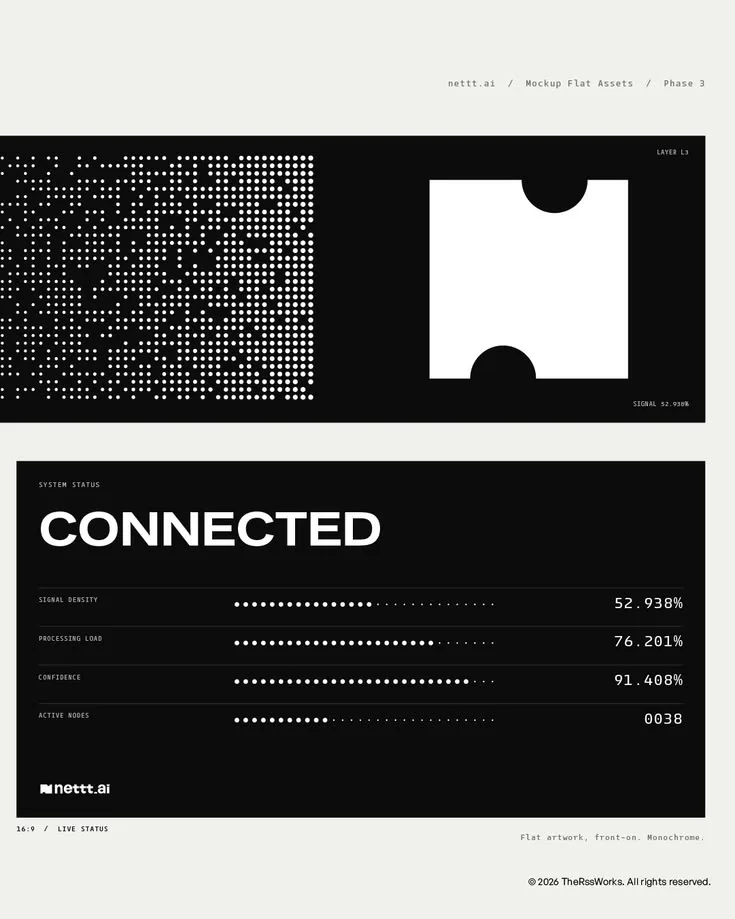 nettt.ai / Mockup Flat Assets / Phase 3
LAYER L3
SIGNAL 52.938%
SYSTEM STATUS
CONNECTED
SIGNAL DENSITY 52.938%
PROCESSING LOAD 76.201%
CONFIDENCE 91.408%
ACTIVE NODES 0038
nettt.ai
16:9 / LIVE STATUS
Flat artwork, front-on. Monochrome.
© 2026 TheRssWorks. All rights reserved.